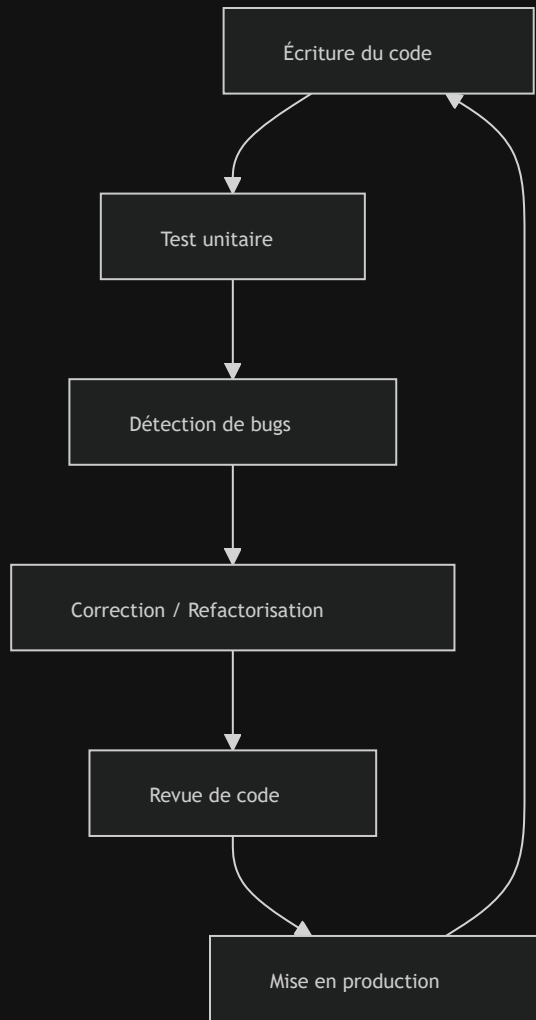 Écriture du code
Test unitaire
Détection de bugs
Correction / Refactorisation
Revue de code
Mise en production